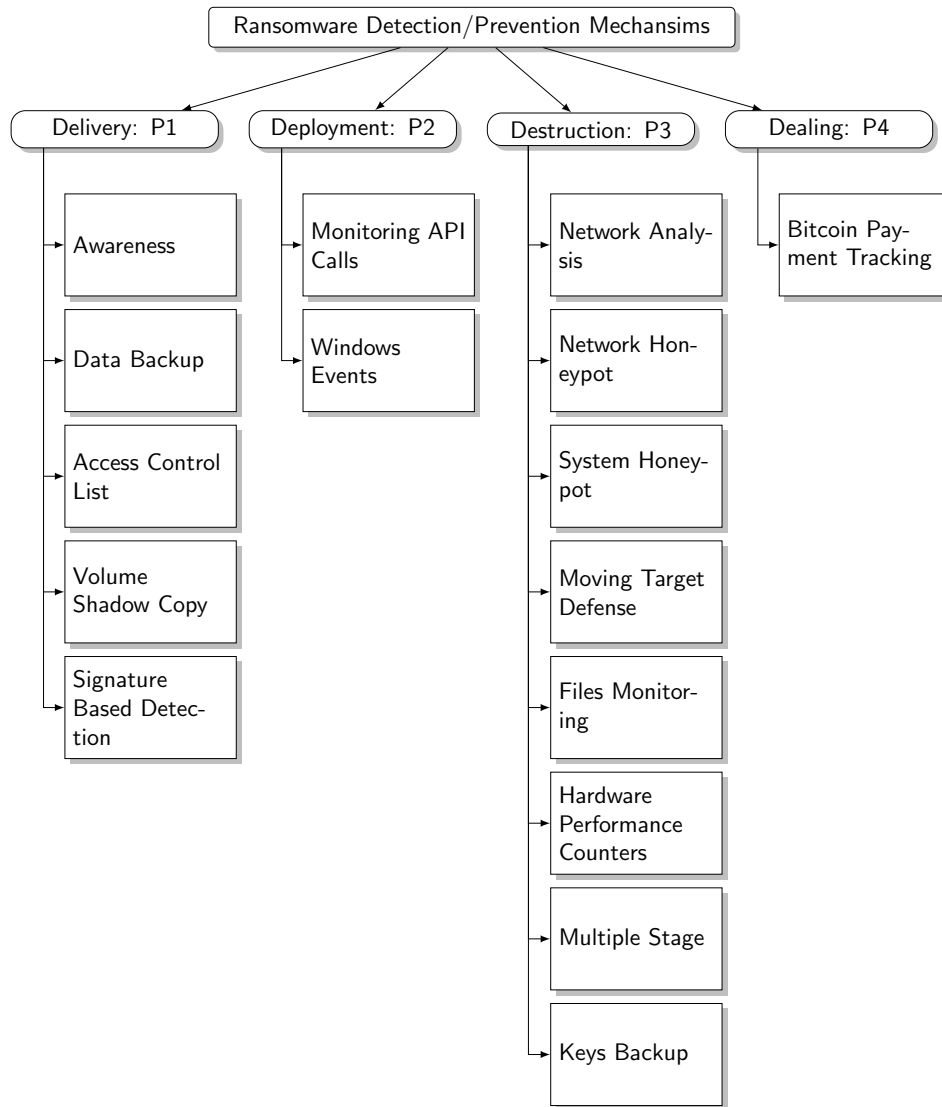 Ransomware Detection/Prevention Mechansims
Delivery: P1
Deployment: P2
Destruction: P3
Dealing: P4
Awareness
Data Backup
Access Control
List
Volume
Shadow Copy
Signature
Based Detec-
tion
Monitoring API
Calls
Windows
Events
Network Analy-
sis
Network Hon-
eypot
System Honey-
pot
Moving Target
Defense
Files Monitor-
ing
Hardware
Performance
Counters
Multiple Stage
Keys Backup
Bitcoin Pay-
ment Tracking